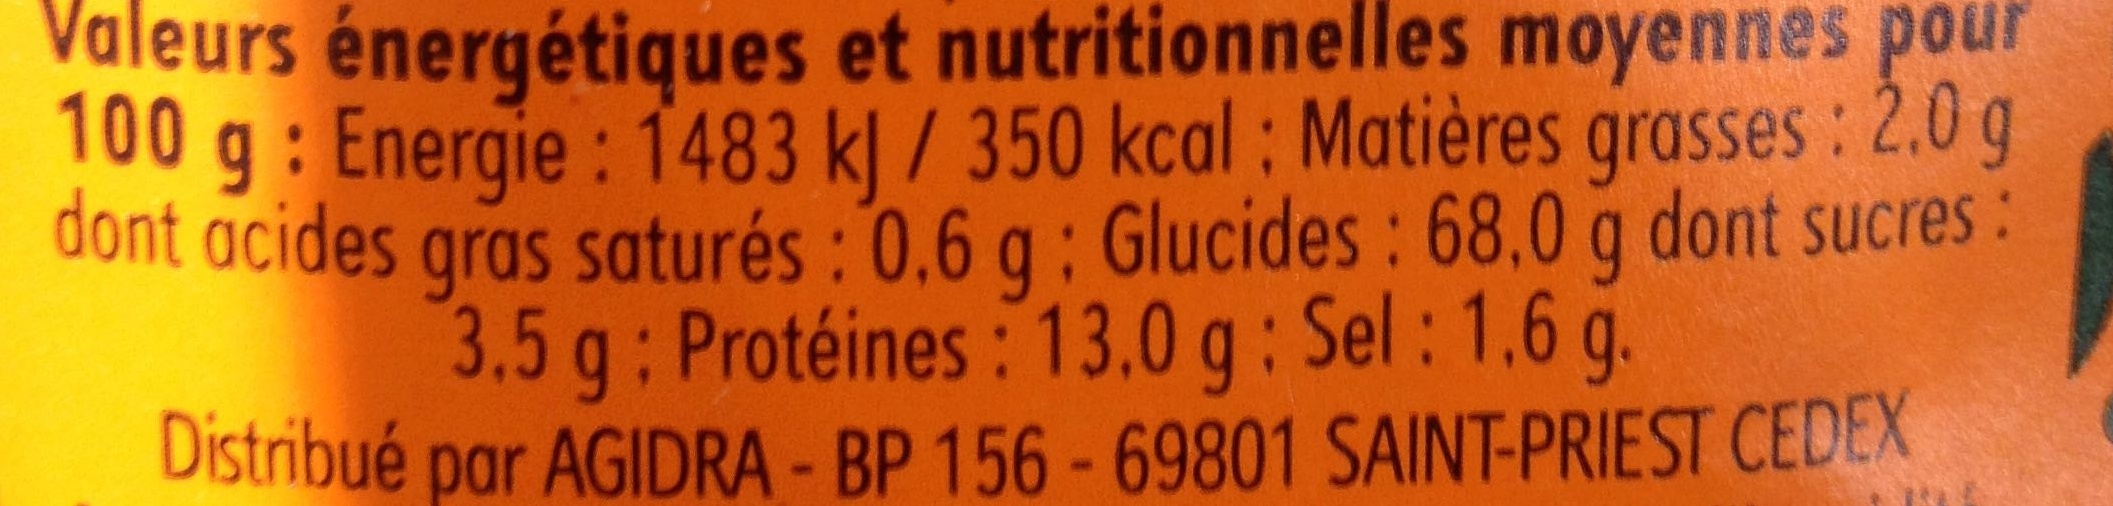 Valeurs énergétiques et nutritionnelles moyennes pour
100 g : Energie : 1483 kJ / 350 kcal ; Matières grasses : 2,0 g
dont acides gras saturés : 0,6 g ; Glucides : 68,0 g dont sucres :
3,5 g ; Protéines : 13,0 g ; Sel : 1,6 g.
Distribué par AGIDRA - BP 156 - 69801 SAINT-PRIEST CEDEX